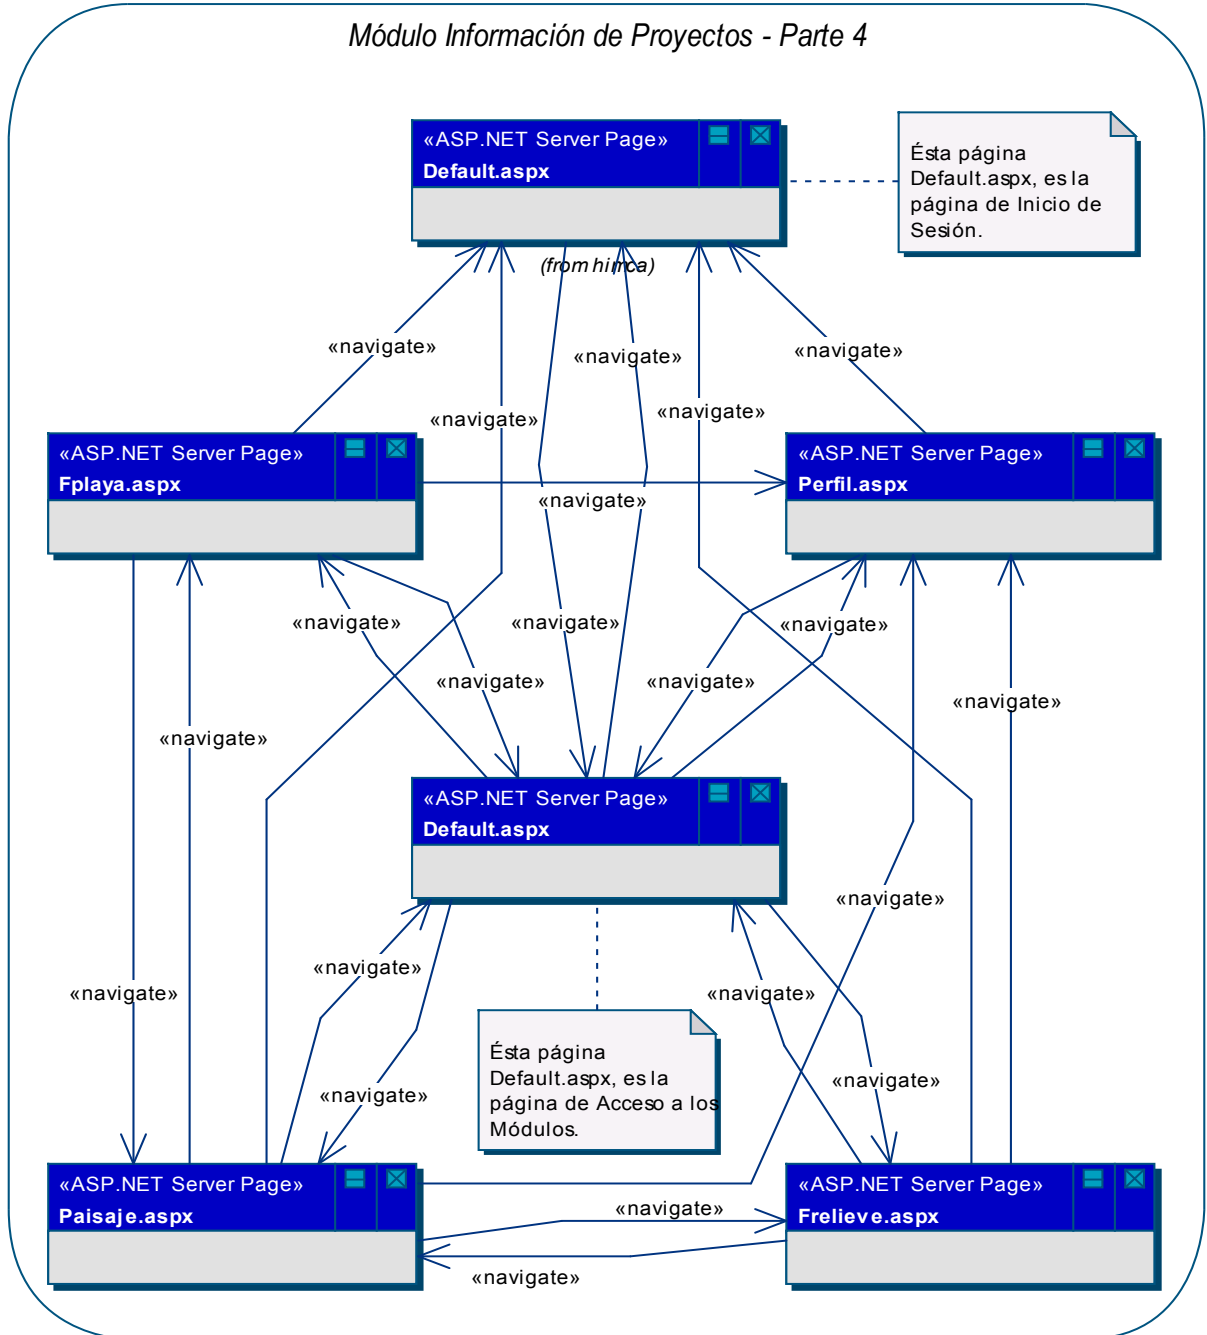 Módulo Información de Proyectos - Parte 4
«ASP.NET Server Page»
Default.aspx
Ésta página
Default.aspx, es la
página de Inicio de
Sesión.
«navigate»
«navigate»
«navigate»
«navigate»
«navigate»
«ASP.NET Server Page»
Fplaya.aspx
«navigate»
«ASP.NET Server Page»
Perfil.aspx
«navigate»
«navigate»
«navigate»
«navigate»
«navigate»
«navigate»
«navigate»
«ASP.NET Server Page»
Default.aspx
«navigate»
«navigate»
«navigate»
«navigate»
Ésta página
Default.aspx, es la
página de Acceso a los
Módulos.
«navigate»
«navigate»
«ASP.NET Server Page»
Paisaje.aspx
«navigate»
«ASP.NET Server Page»
Frelieve.aspx
«navigate»